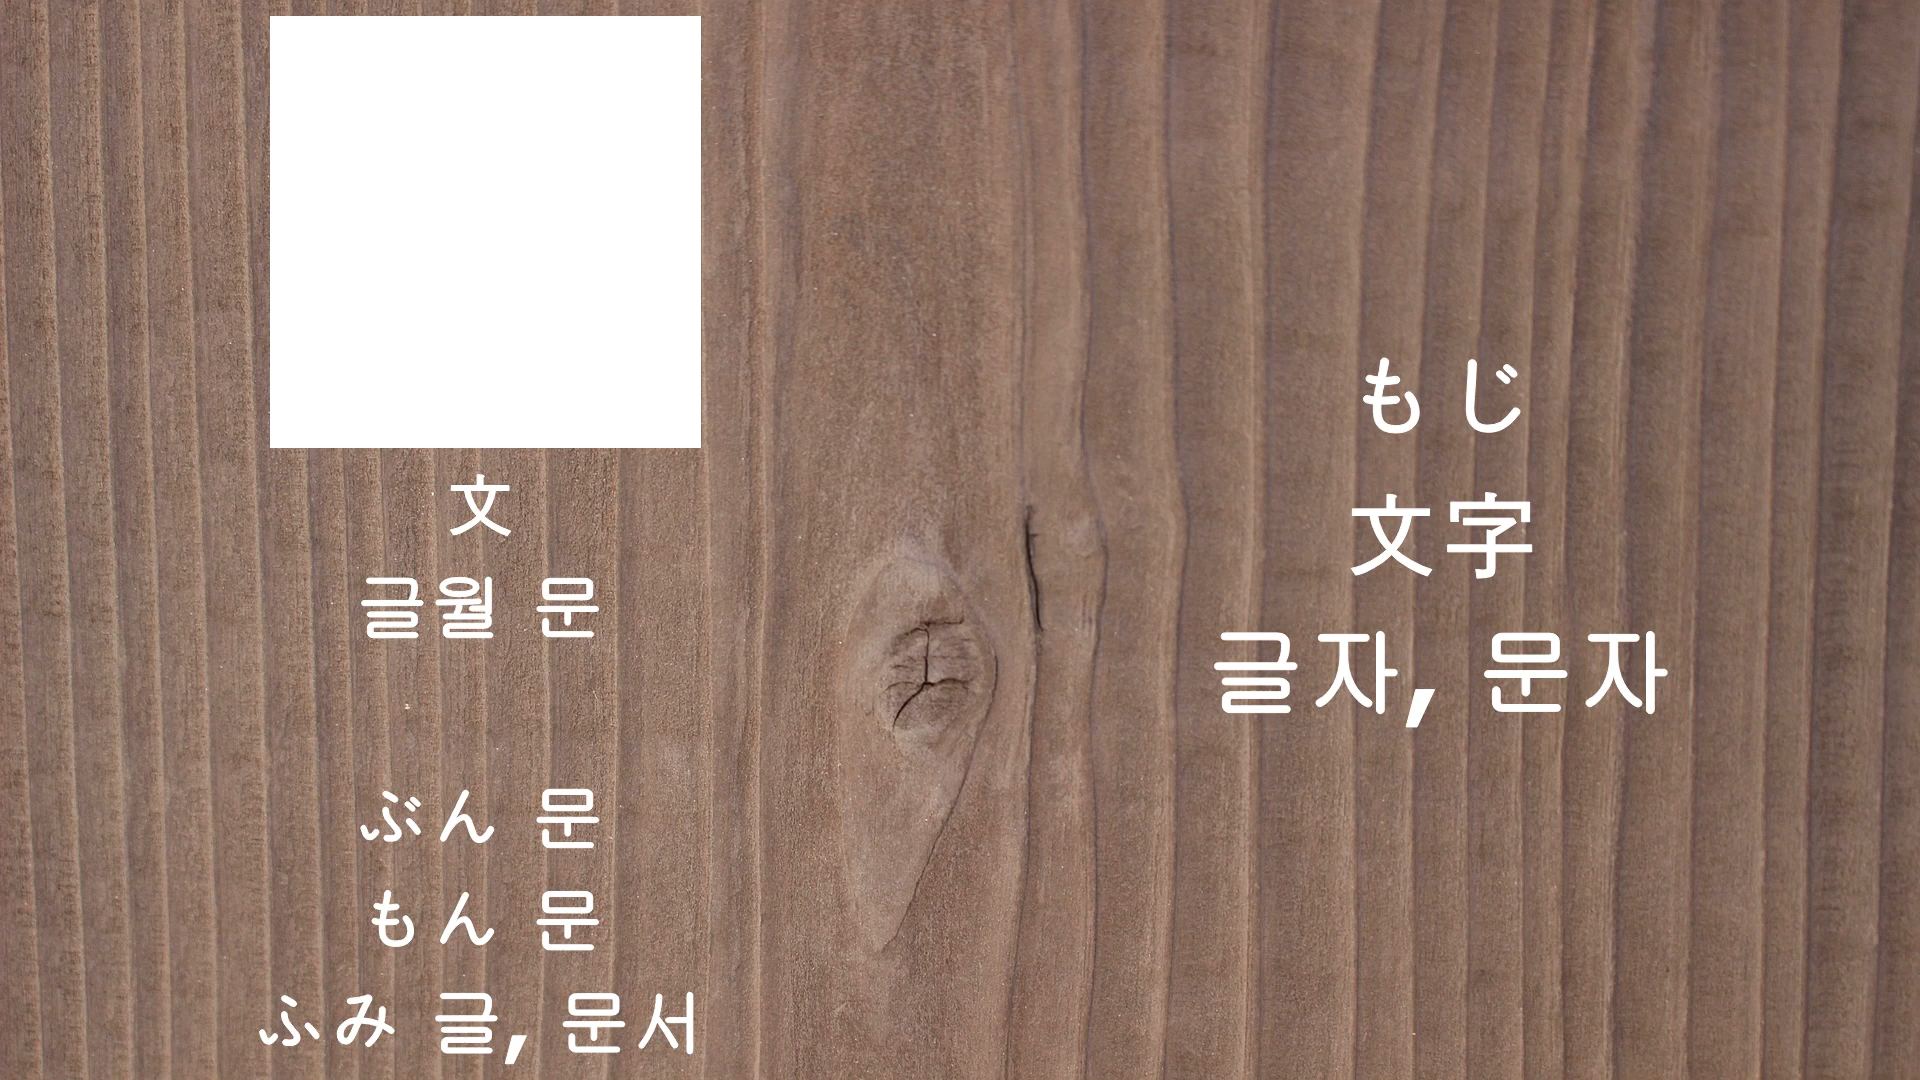 文
글월 문
ぶん 문
もん 문
ふみ 글, 문서
もじ
文字
글자, 문자